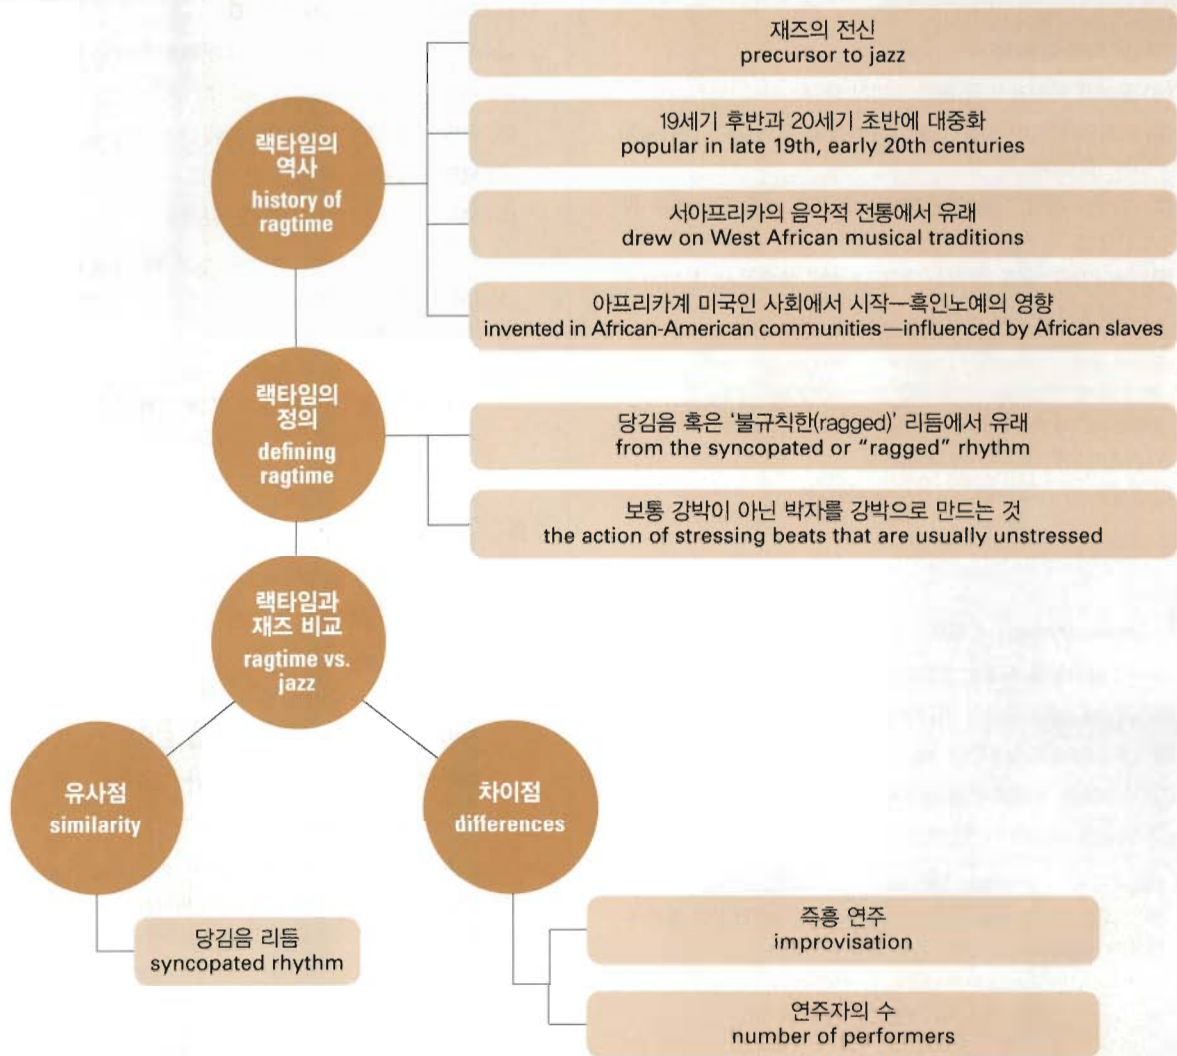 재즈의 전신
precursor to jazz
19세기 후반과 20세기 초반에 대중화
popular in late 19th, early 20th centuries
랙타임의
역사
history of
ragtime
서아프리카의 음악적 전통에서 유래
drew on West African musical traditions
아프리카계 미국인 사회에서 시작—흑인노예의 영향
invented in African-American communities—influenced by African slaves
랙타임의
정의
defining
ragtime
당김음 혹은 '불규칙한(ragged)' 리듬에서 유래
from the syncopated or “ragged” rhythm
보통 강박이 아닌 박자를 강박으로 만드는 것
the action of stressing beats that are usually unstressed
랙타임과
재즈 비교
ragtime vs.
jazz
유사점
similarity
차이점
differences
당김음 리듬
syncopated rhythm
즉흥 연주
improvisation
연주자의 수
number of performers